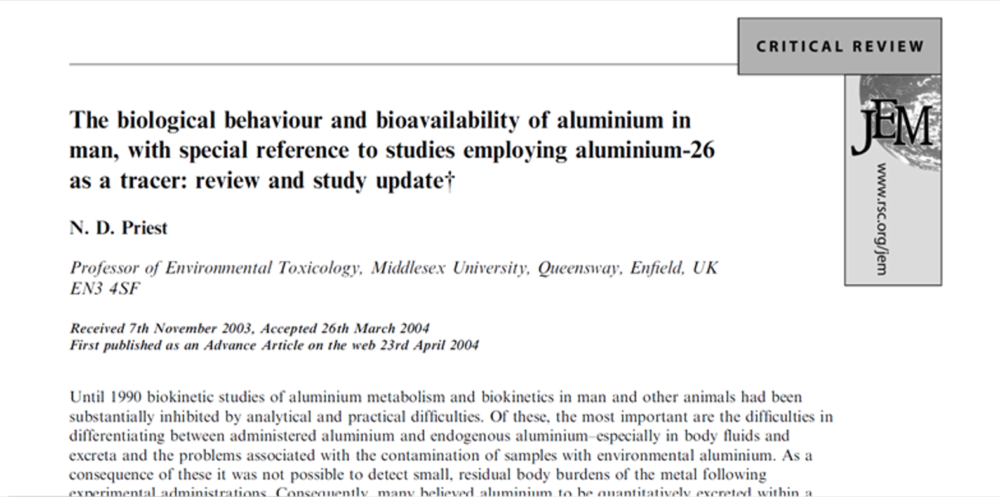 CRITICAL REVIEW
JEM
www.rsc.org/jem
The biological behaviour and bioavailability of aluminium in
man, with special reference to studies employing aluminium-26
as a tracer: review and study update†
N. D. Priest
Professor of Environmental Toxicology, Middlesex University, Queensway, Enfield, UK
EN3 4SF
Received 7th November 2003, Accepted 26th March 2004
First published as an Advance Article on the web 23rd April 2004
Until 1990 biokinetic studies of aluminium metabolism and biokinetics in man and other animals had been
substantially inhibited by analytical and practical difficulties. Of these, the most important are the difficulties in
differentiating between administered aluminium and endogenous aluminium–especially in body fluids and
excreta and the problems associated with the contamination of samples with environmental aluminium. As a
consequence of these it was not possible to detect small, residual body burdens of the metal following
experimental administrations. Consequently, many believed aluminium to be quantitatively excreted within a